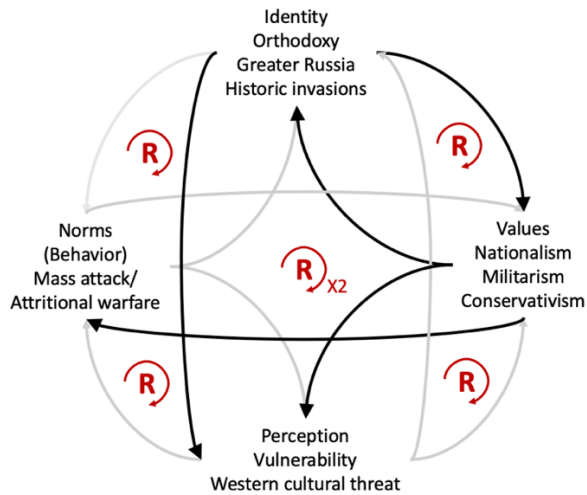 Identity
Orthodoxy
Greater Russia
Historic invasions
R
R
Norms
(Behavior)
Mass attack/
Attritional warfare
R X2
Values
Nationalism
Militarism
Conservativism
R
R
Perception
Vulnerability
Western cultural threat